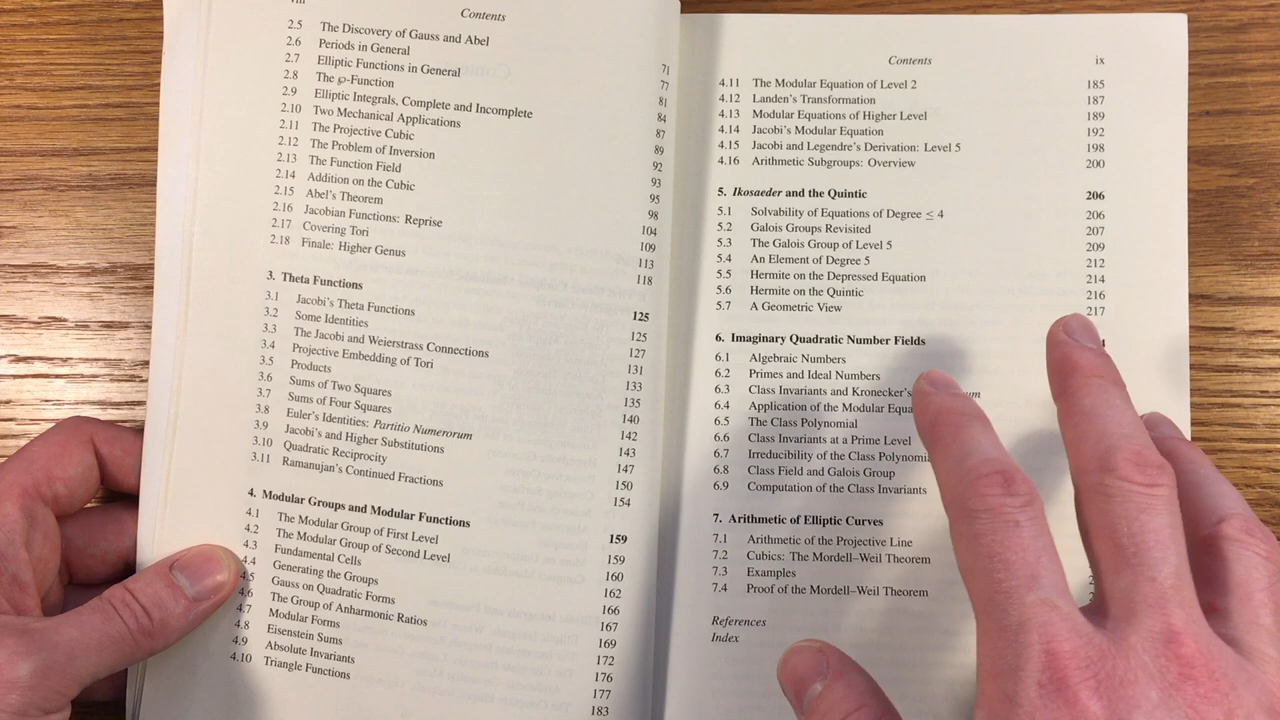 Contents
2.5 The Discovery of Gauss and Abel 71
2.6 Periods in General 77
2.7 Elliptic Functions in General 81
2.8 The ℘-Function 84
2.9 Elliptic Integrals, Complete and Incomplete 87
2.10 Two Mechanical Applications 89
2.11 The Projective Cubic 92
2.12 The Problem of Inversion 93
2.13 The Function Field 95
2.14 Addition on the Cubic 98
2.15 Abel's Theorem 104
2.16 Jacobian Functions: Reprise 109
2.17 Covering Tori 113
2.18 Finale: Higher Genus 118
3. Theta Functions 125
3.1 Jacobi's Theta Functions 125
3.2 Some Identities 127
3.3 The Jacobi and Weierstrass Connections 131
3.4 Projective Embedding of Tori 133
3.5 Products 135
3.6 Sums of Two Squares 140
3.7 Sums of Four Squares 142
3.8 Euler's Identities: Partitio Numerorum 143
3.9 Jacobi's and Higher Substitutions 147
3.10 Quadratic Reciprocity 150
3.11 Ramanujan's Continued Fractions 154
4. Modular Groups and Modular Functions 159
4.1 The Modular Group of First Level 159
4.2 The Modular Group of Second Level 160
4.3 Fundamental Cells 162
4.4 Generating the Groups 166
4.5 Gauss on Quadratic Forms 167
4.6 The Group of Anharmonic Ratios 169
4.7 Modular Forms 172
4.8 Eisenstein Sums 176
4.9 Absolute Invariants 177
4.10 Triangle Functions 183
Contents ix
4.11 The Modular Equation of Level 2 185
4.12 Landen's Transformation 187
4.13 Modular Equations of Higher Level 189
4.14 Jacobi's Modular Equation 192
4.15 Jacobi and Legendre's Derivation: Level 5 198
4.16 Arithmetic Subgroups: Overview 200
5. Ikosaeder and the Quintic 206
5.1 Solvability of Equations of Degree ≤ 4 206
5.2 Galois Groups Revisited 207
5.3 The Galois Group of Level 5 209
5.4 An Element of Degree 5 212
5.5 Hermite on the Depressed Equation 214
5.6 Hermite on the Quintic 216
5.7 A Geometric View 217
6. Imaginary Quadratic Number Fields
6.1 Algebraic Numbers
6.2 Primes and Ideal Numbers
6.3 Class Invariants and Kronecker's
6.4 Application of the Modular
6.5 The Class Polynomial
6.6 Class Invariants at a Prime Level
6.7 Irreducibility of the Class
6.8 Class Field and Galois Group
6.9 Computation of the Class Invariants
7. Arithmetic of Elliptic Curves
7.1 Arithmetic of the Projective Line
7.2 Cubics: The Mordell–Weil Theorem
7.3 Examples
7.4 Proof of the Mordell–Weil Theorem
References
Index